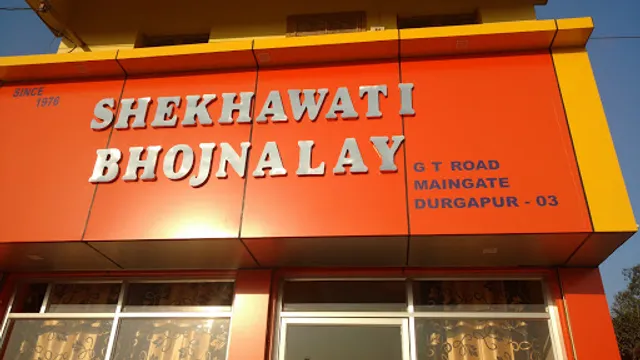 SINCE
1976
SHEKHAWATI
BHOJNALAY
G T ROAD
MAINGATE
DURGAPUR - 03